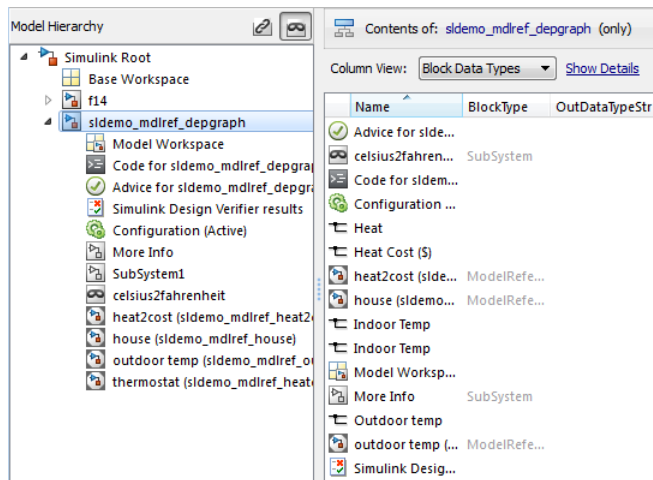 Model Hierarchy
Simulink Root
Base Workspace
f14
sldemo_mdlref_depgraph
Model Workspace
Code for sldemo_mdlref_depgra
Advice for sldemo_mdlref_depgra
Simulink Design Verifier results
Configuration (Active)
More Info
SubSystem1
celsius2fahrenheit
heat2cost (sldemo_mdlref_heat2
house (sldemo_mdlref_house)
outdoor temp (sldemo_mdlref_o
thermostat (sldemo_mdlref_heat
Contents of: sldemo_mdlref_depgraph (only)
Column View: Block Data Types Show Details
Name BlockType OutDataTypeStr
Advice for slde...
celsius2fahren... SubSystem
Code for sldem...
Configuration ...
Heat
Heat Cost ($)
heat2cost (slde... ModelRefe...
house (sldemo... ModelRefe...
Indoor Temp
Indoor Temp
Model Worksp...
More Info SubSystem
Outdoor temp
outdoor temp (... ModelRefe...
Simulink Desig...